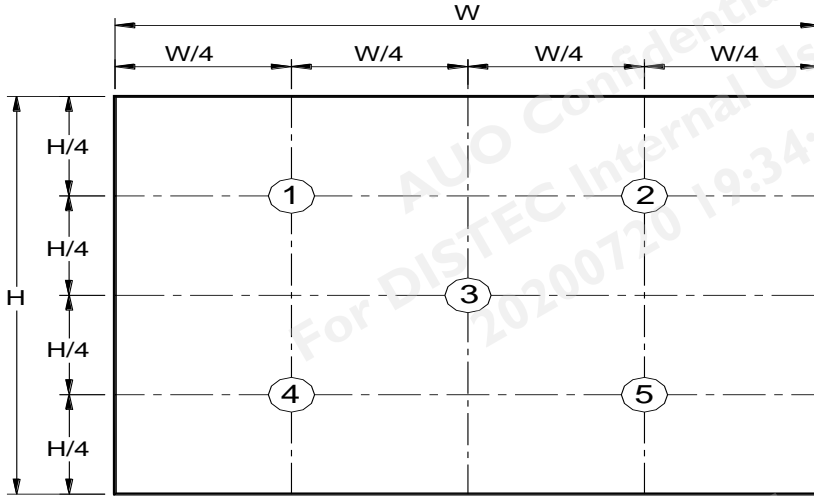 W
W/4 W/4 W/4 W/4
H/4
1 2
H/4
H
3
H/4
4 5
H/4
AUO Confidential
For DISTEC Internal Us
20200720 19:34: